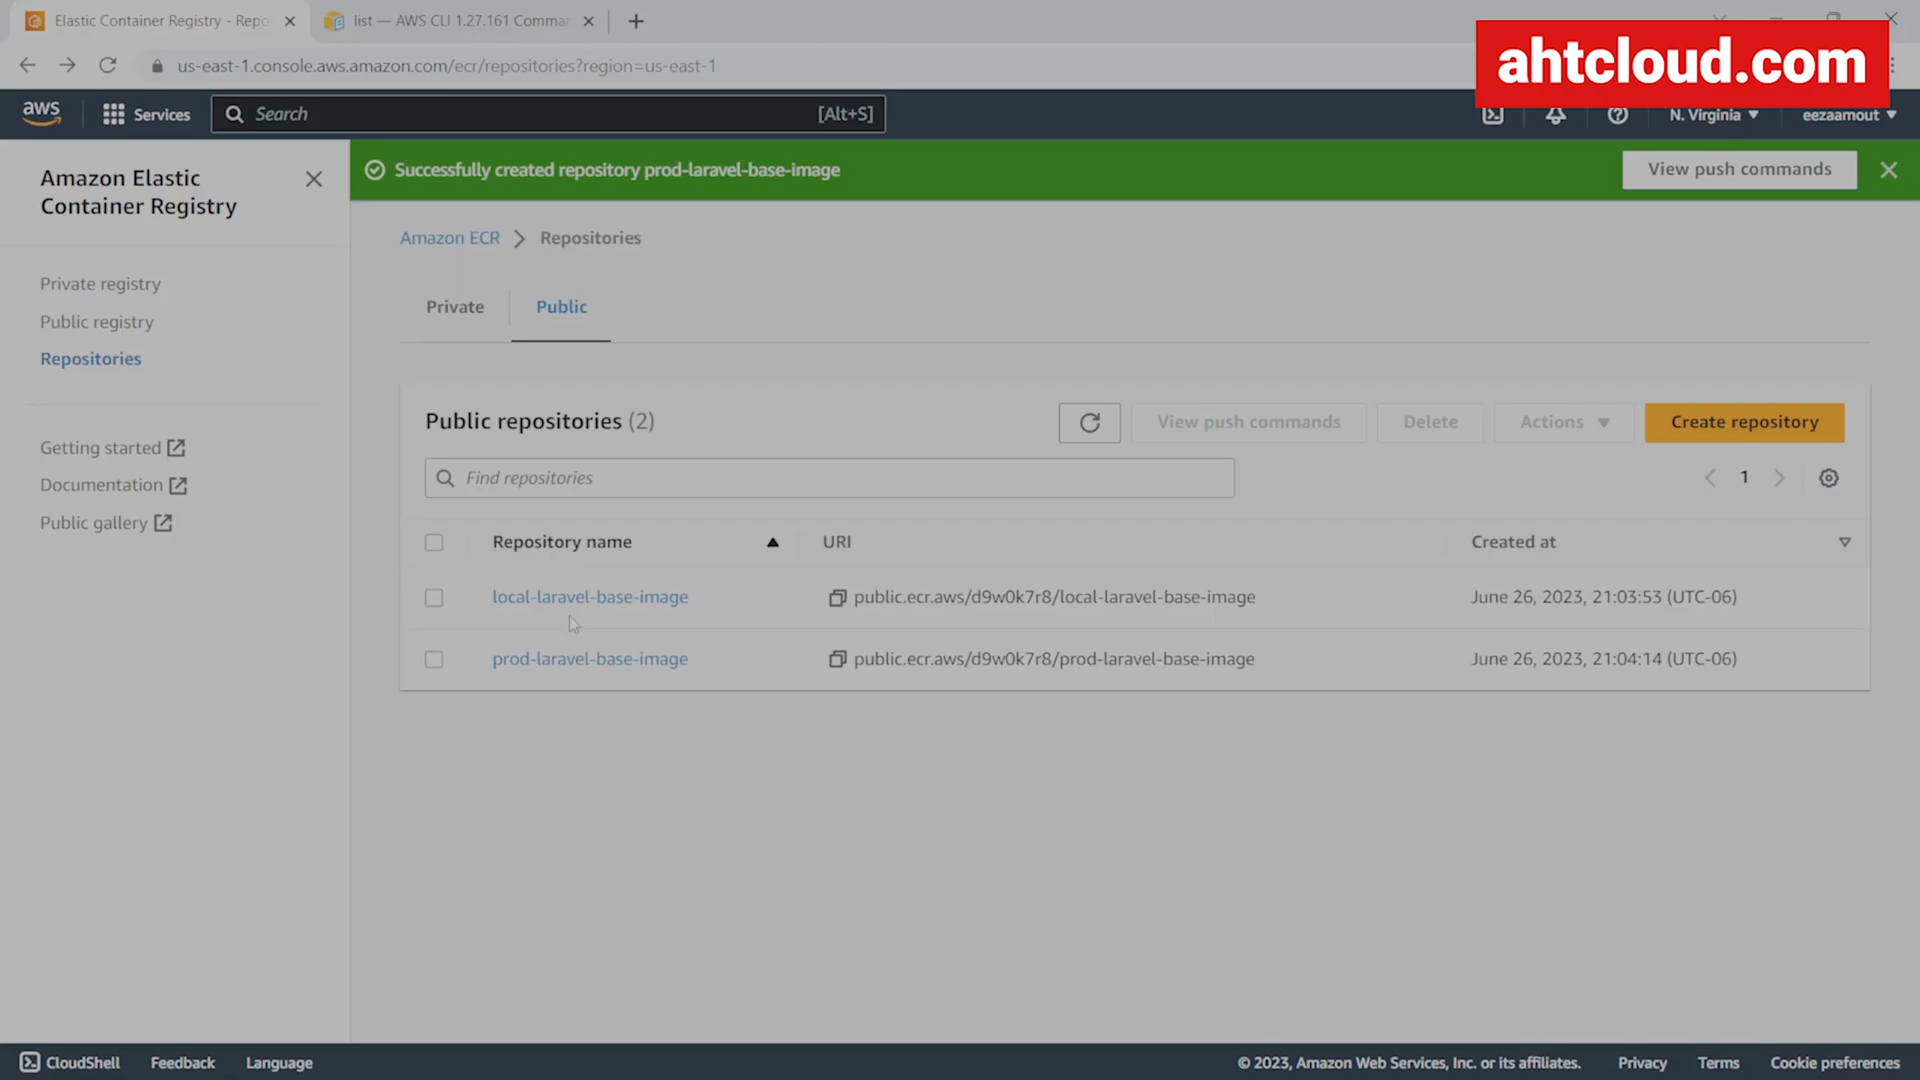 Elastic Container Registry - Repo
list — AWS CLI 1.27.161 Comman
ahtcloud.com
us-east-1.console.aws.amazon.com/ecr/repositories?region=us-east-1
aws
Services
Search
[Alt+S]
N. Virginia
eezaamout
Amazon Elastic
Container Registry
Successfully created repository prod-laravel-base-image
View push commands
Amazon ECR
Repositories
Private registry
Public registry
Repositories
Private
Public
Getting started
Documentation
Public gallery
Public repositories (2)
View push commands
Delete
Actions
Create repository
Find repositories
1
Repository name
URI
Created at
local-laravel-base-image
public.ecr.aws/d9w0k7r8/local-laravel-base-image
June 26, 2023, 21:03:53 (UTC-06)
prod-laravel-base-image
public.ecr.aws/d9w0k7r8/prod-laravel-base-image
June 26, 2023, 21:04:14 (UTC-06)
CloudShell
Feedback
Language
© 2023, Amazon Web Services, Inc. or its affiliates.
Privacy
Terms
Cookie preferences